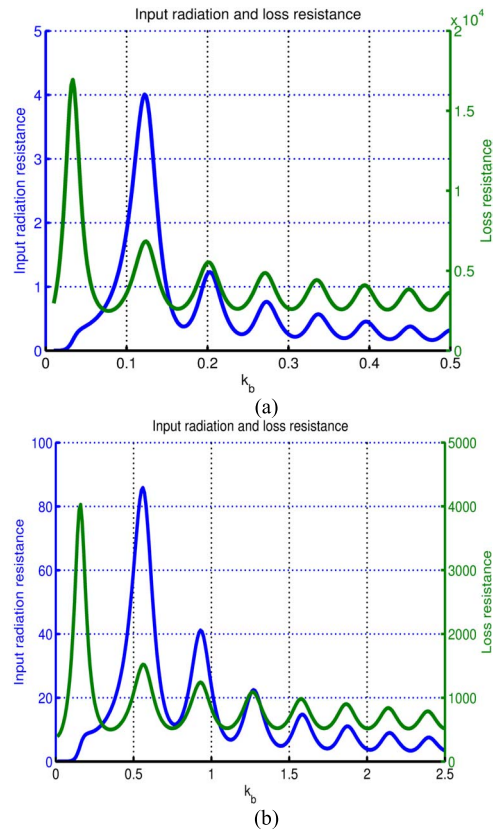 Input radiation and loss resistance
x 10^4
Input radiation resistance
5
4
3
2
1
0
Loss resistance
2
1.5
1
0.5
0
0 0.1 0.2 0.3 0.4 0.5
k_b
(a)
Input radiation and loss resistance
Input radiation resistance
100
80
60
40
20
0
Loss resistance
5000
4000
3000
2000
1000
0
0 0.5 1 1.5 2 2.5
k_b
(b)